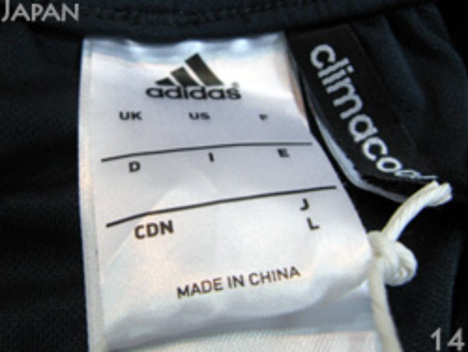 JAPAN
adidas
climacool
UK US F
D I E
J
CDN L
MADE IN CHINA
14